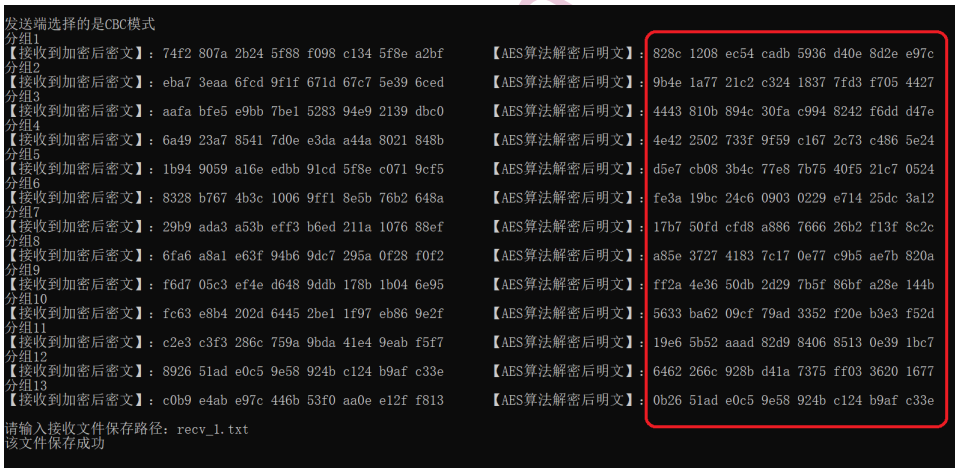 发送端选择的是CBC模式
分组1
【接收到加密后密文】: 74f2 807a 2b24 5f88 f098 c134 5f8e a2bf 【AES算法解密后明文】: 828c 1208 ec54 cadb 5936 d40e 8d2e e97c
分组2
【接收到加密后密文】: eba7 3eaa 6fcd 9f1f 671d 67c7 5e39 6ced 【AES算法解密后明文】: 9b4e 1a77 21c2 c324 1837 7fd3 f705 4427
分组3
【接收到加密后密文】: aafa bfe5 e9bb 7be1 5283 94e9 2139 dbc0 【AES算法解密后明文】: 4443 810b 894c 30fa c994 8242 f6dd d47e
分组4
【接收到加密后密文】: 6a49 23a7 8541 7d0e e3da a44a 8021 848b 【AES算法解密后明文】: 4e42 2502 733f 9f59 c167 2c73 c486 5e24
分组5
【接收到加密后密文】: 1b94 9059 a16e edbb 91cd 5f8e c071 9cf5 【AES算法解密后明文】: d5e7 cb08 3b4c 77e8 7b75 40f5 21c7 0524
分组6
【接收到加密后密文】: 8328 b767 4b3c 1006 9ff1 8e5b 76b2 648a 【AES算法解密后明文】: fe3a 19bc 24c6 0903 0229 e714 25dc 3a12
分组7
【接收到加密后密文】: 29b9 ada3 a53b eff3 b6ed 211a 1076 88ef 【AES算法解密后明文】: 17b7 50fd cfd8 a886 7666 26b2 f13f 8c2c
分组8
【接收到加密后密文】: 6fa6 a8a1 e63f 94b6 9dc7 295a 0f28 f0f2 【AES算法解密后明文】: a85e 3727 4183 7c17 0e77 c9b5 ae7b 820a
分组9
【接收到加密后密文】: f6d7 05c3 ef4e d648 9ddb 178b 1b04 6e95 【AES算法解密后明文】: ff2a 4e36 50db 2d29 7b5f 86bf a28e 144b
分组10
【接收到加密后密文】: fc63 e8b4 202d 6445 2be1 1f97 eb86 9e2f 【AES算法解密后明文】: 5633 ba62 09cf 79ad 3352 f20e b3e3 f52d
分组11
【接收到加密后密文】: c2e3 c3f3 286c 759a 9bda 41e4 9eab f5f7 【AES算法解密后明文】: 19e6 5b52 aaad 82d9 8406 8513 0e39 1bc7
分组12
【接收到加密后密文】: 8926 51ad e0c5 9e58 924b c124 b9af c33e 【AES算法解密后明文】: 6462 266c 928b d41a 7375 ff03 3620 1677
分组13
【接收到加密后密文】: c0b9 e4ab e97c 446b 53f0 aa0e e12f f813 【AES算法解密后明文】: 0b26 51ad e0c5 9e58 924b c124 b9af c33e
请输入接收文件保存路径: recv_1.txt
该文件保存成功